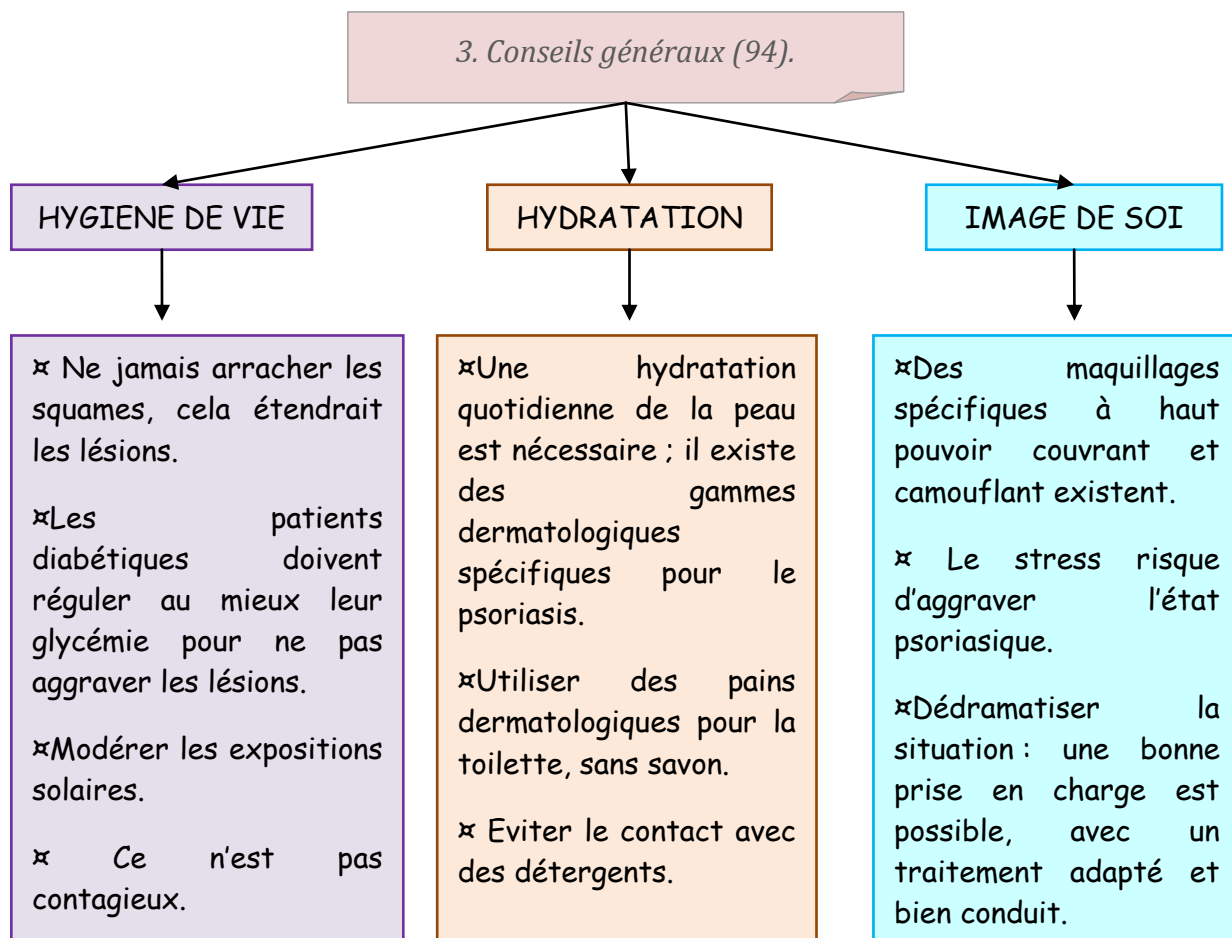 3. Conseils généraux (94).
HYGIENE DE VIE
HYDRATATION
IMAGE DE SOI
¤ Ne jamais arracher les
squames, cela étendrait
les lésions.
¤Les patients
diabétiques doivent
réguler au mieux leur
glycémie pour ne pas
aggraver les lésions.
¤Modérer les expositions
solaires.
¤ Ce n'est pas
contagieux.
¤Une hydratation
quotidienne de la peau
est nécessaire ; il existe
des gammes
dermatologiques
spécifiques pour le
psoriasis.
¤Utiliser des pains
dermatologiques pour la
toilette, sans savon.
¤ Eviter le contact avec
des détergents.
¤Des maquillages
spécifiques à haut
pouvoir couvrant et
camouflant existent.
¤ Le stress risque
d'aggraver l'état
psoriasique.
¤Dédramatiser la
situation : une bonne
prise en charge est
possible, avec un
traitement adapté et
bien conduit.